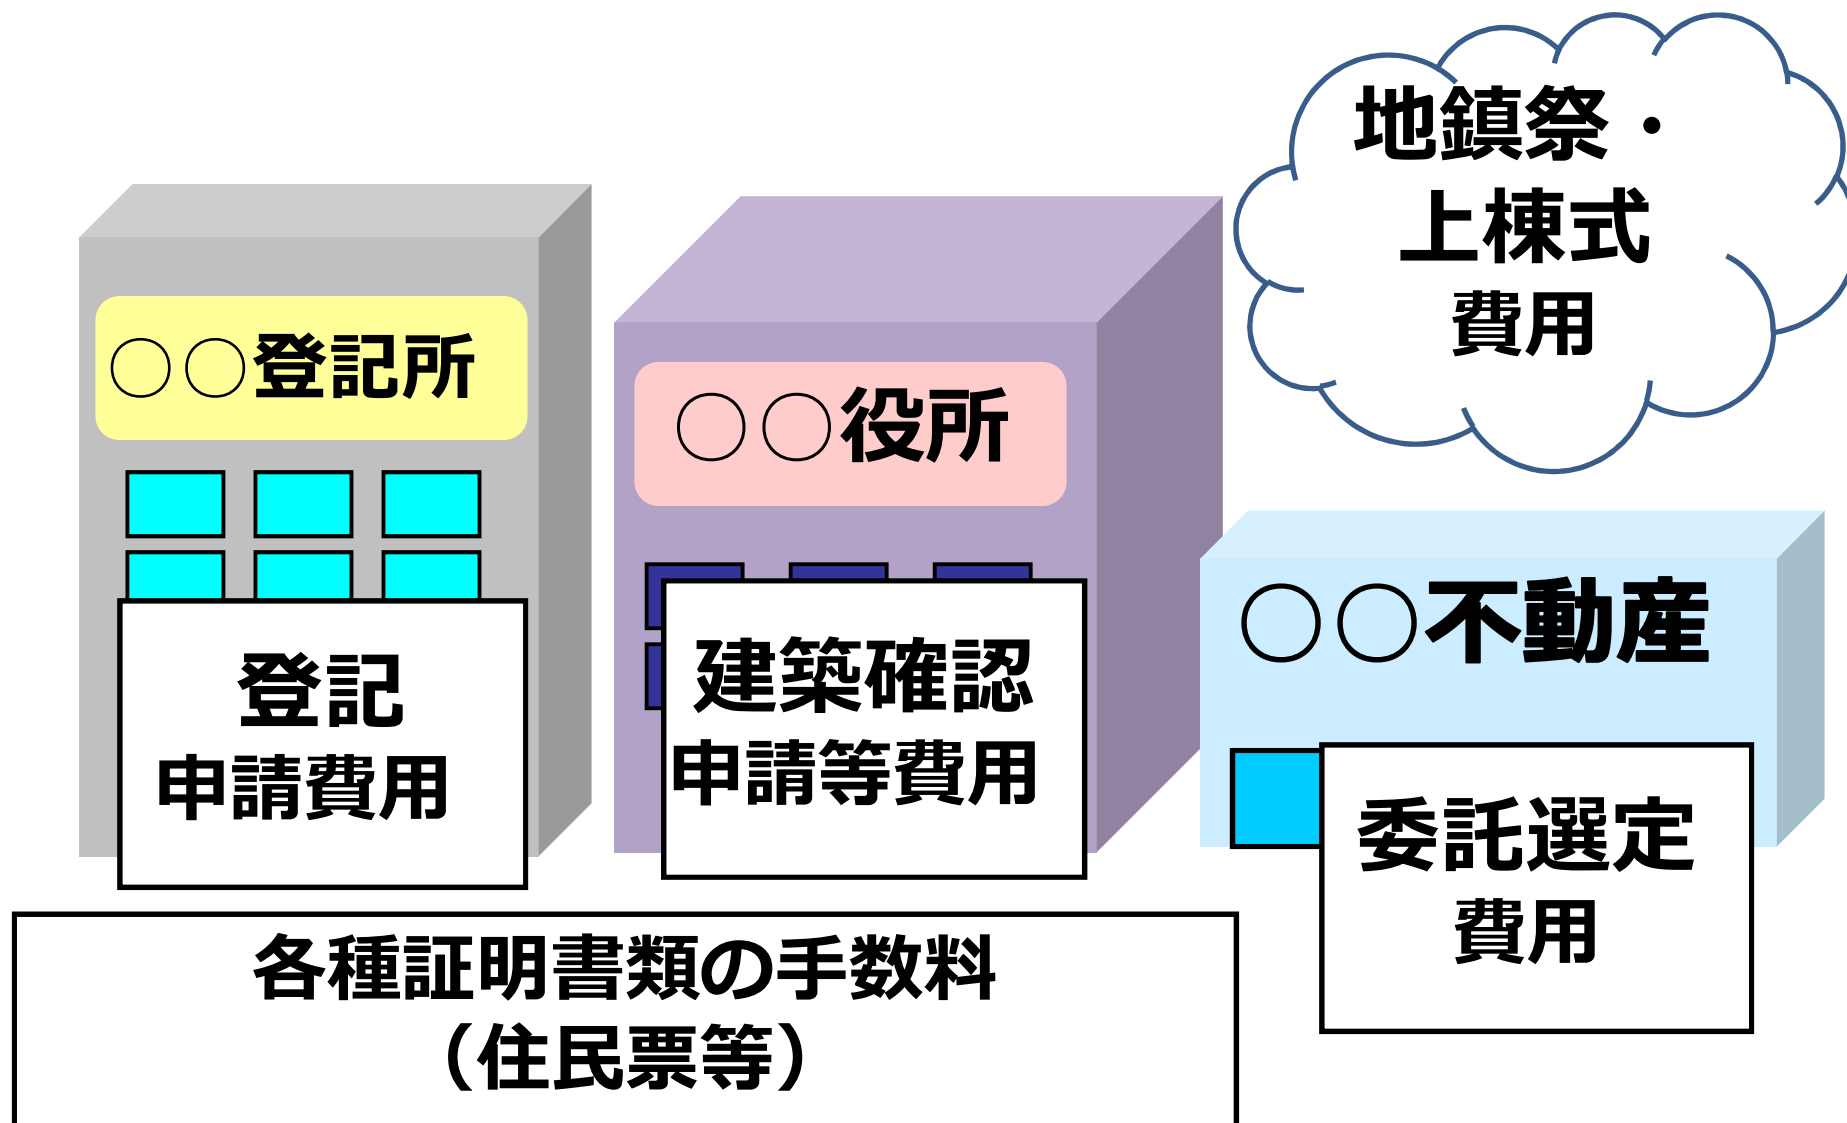 地鎮祭・
上棟式
費用
○○登記所
○○役所
○○不動産
登記
申請費用
建築確認
申請等費用
委託選定
費用
各種証明書類の手数料
（住民票等）